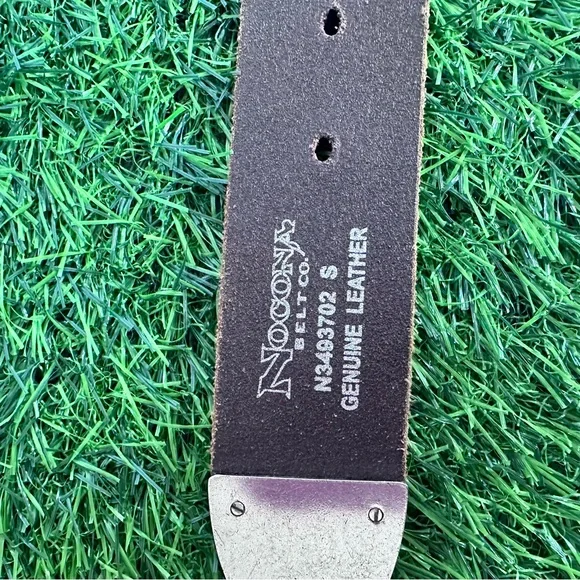 NOCONA
BELT CO.
N3493702 S
GENUINE LEATHER